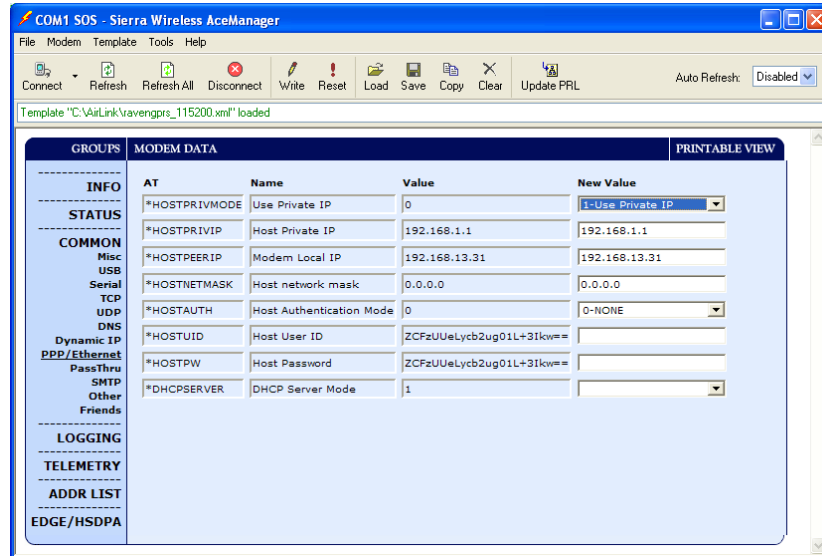 COM1 SOS - Sierra Wireless AceManager
File Modem Template Tools Help
Connect Refresh Refresh All Disconnect Write Reset Load Save Copy Clear Update PRL Auto Refresh: Disabled
Template "C:\AirLink\ravengprs_115200.xml" loaded
GROUPS MODEM DATA PRINTABLE VIEW
INFO
STATUS
COMMON
Misc
USB
Serial
TCP
UDP
DNS
Dynamic IP
PPP/Ethernet
PassThru
SMTP
Other
Friends
LOGGING
TELEMETRY
ADDR LIST
EDGE/HSDPA
AT Name Value New Value
*HOSTPRIVMODE Use Private IP 0 1-Use Private IP
*HOSTPRIVIP Host Private IP 192.168.1.1 192.168.1.1
*HOSTPEERIP Modem Local IP 192.168.13.31 192.168.13.31
*HOSTNETMASK Host network mask 0.0.0.0 0.0.0.0
*HOSTAUTH Host Authentication Mode 0 0-NONE
*HOSTUID Host User ID ZCFzUUeLycb2ug01L+3Ikw==
*HOSTPW Host Password ZCFzUUeLycb2ug01L+3Ikw==
*DHCPSERVER DHCP Server Mode 1